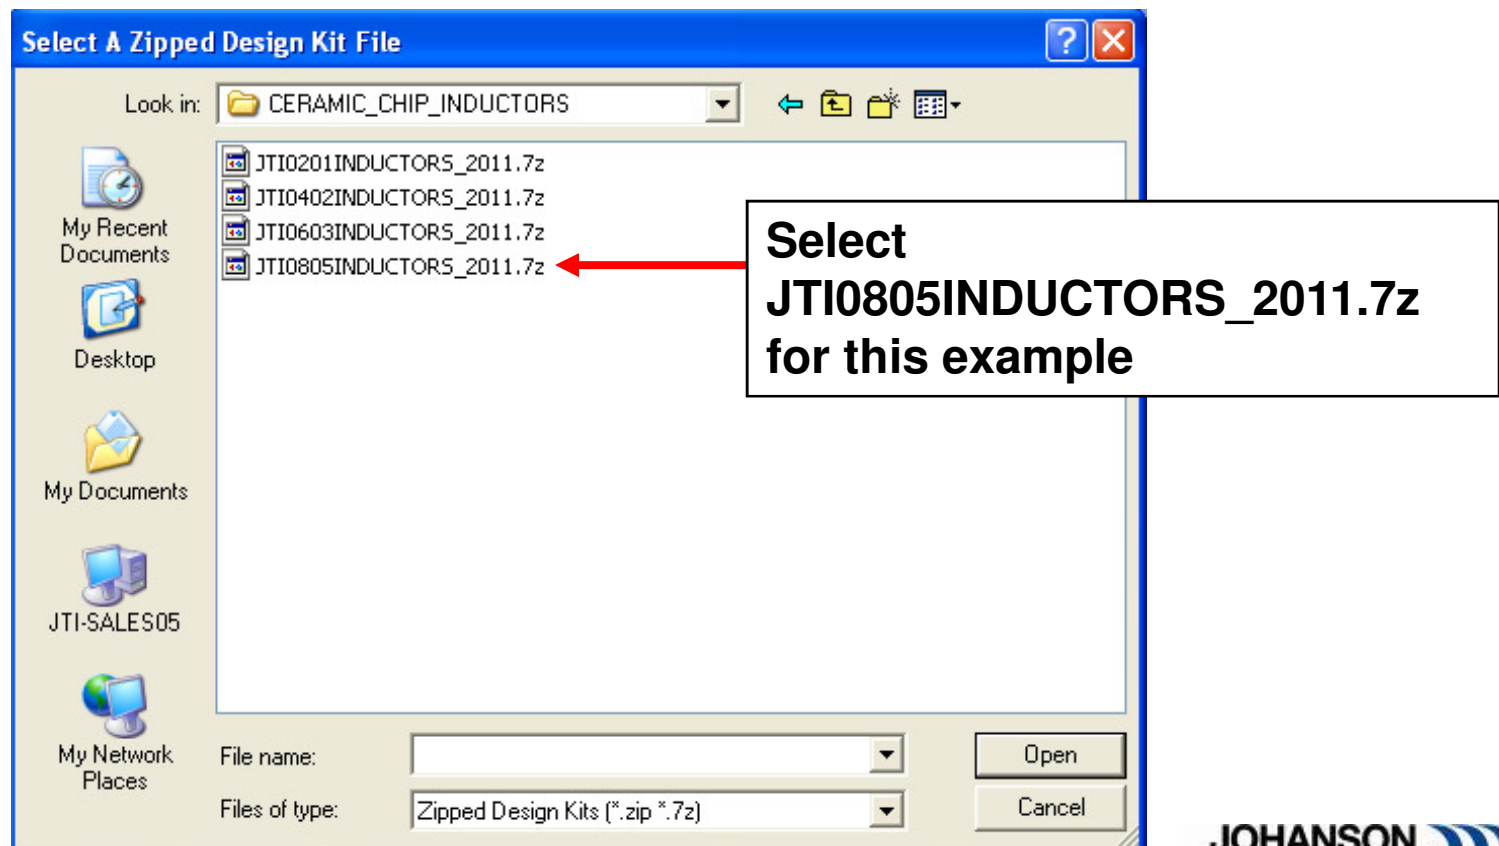 Select A Zipped Design Kit File
Look in:
CERAMIC_CHIP_INDUCTORS
JTI0201INDUCTORS_2011.7z
JTI0402INDUCTORS_2011.7z
JTI0603INDUCTORS_2011.7z
JTI0805INDUCTORS_2011.7z
Select
JTI0805INDUCTORS_2011.7z
for this example
My Recent
Documents
Desktop
My Documents
JTI-SALES05
My Network
Places
File name:
Open
Files of type:
Zipped Design Kits (*.zip *.7z)
Cancel
JOHANSON